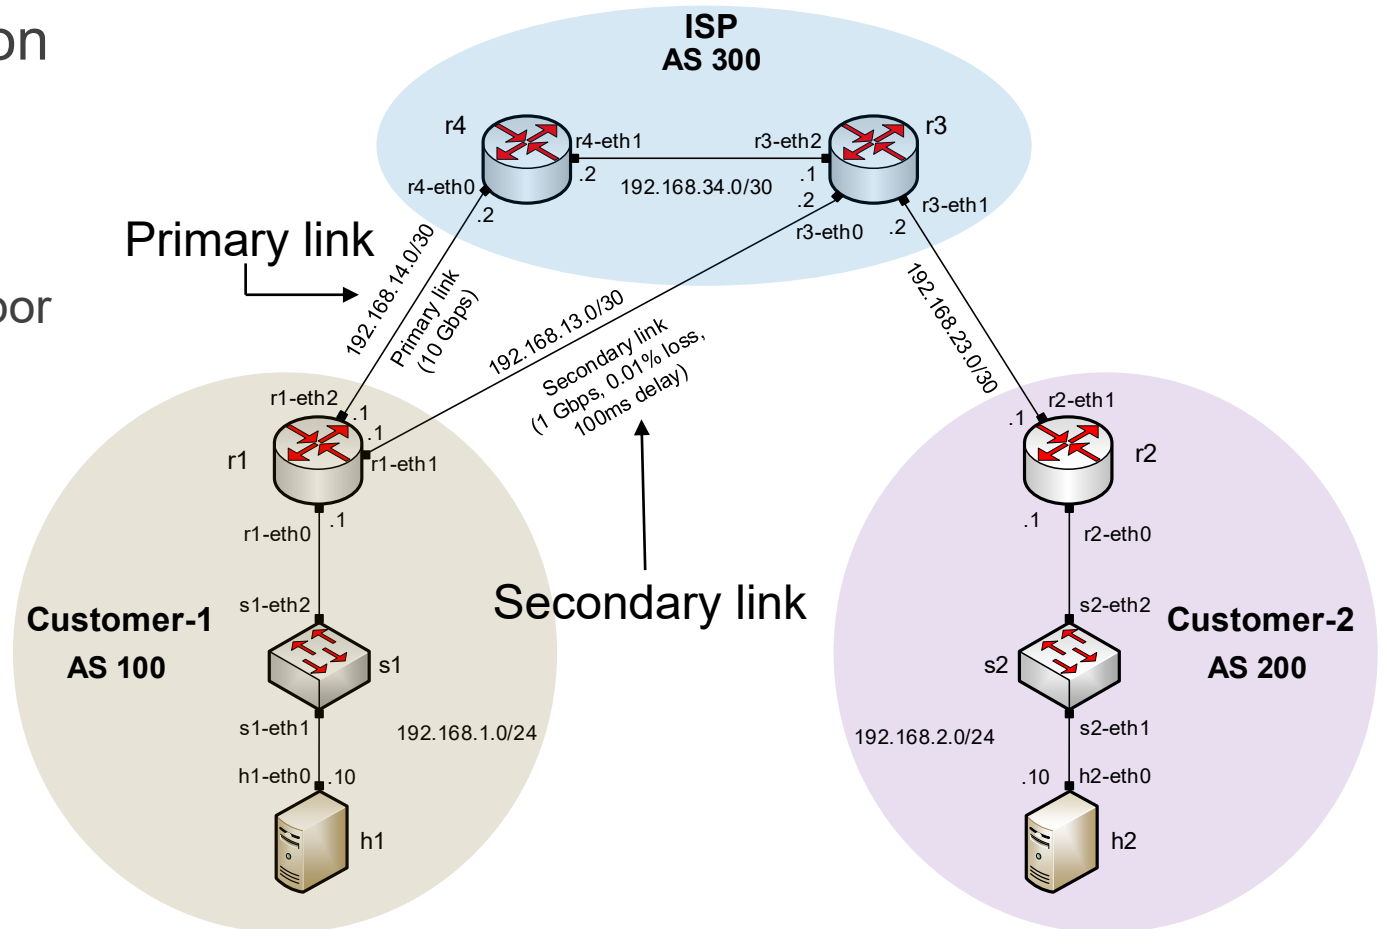 on
oor
ISP
AS 300
r4
r3
r4-eth1
r3-eth2
.2
.1
192.168.34.0/30
r4-eth0
.2
.2
r3-eth0
r3-eth1
.2
Primary link
192.168.14.0/30
Primary link
(10 Gbps)
192.168.13.0/30
Secondary link
(1 Gbps, 0.01% loss,
100ms delay)
192.168.23.0/30
Secondary link
r1-eth2
.1
.1
r1
r1-eth1
.1
r1-eth0
s1-eth2
Customer-1
AS 100
s1
s1-eth1
192.168.1.0/24
h1-eth0
.10
h1
r2-eth1
.1
r2
.1
r2-eth0
s2-eth2
Customer-2
AS 200
s2
s2-eth1
192.168.2.0/24
.10
h2-eth0
h2